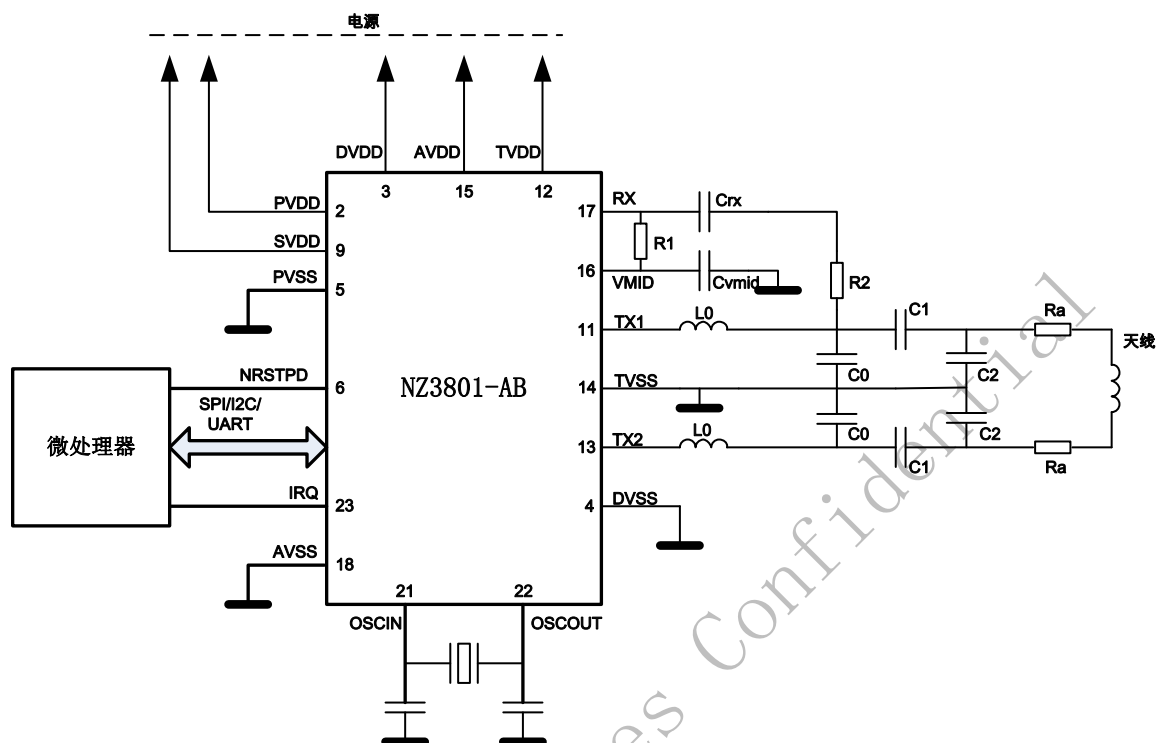 电源
DVDD
AVDD
TVDD
3
15
12
PVDD
2
SVDD
9
PVSS
5
NRSTPD
6
SPI/I2C/
UART
微处理器
IRQ
23
AVSS
18
NZ3801-AB
21
22
OSCIN
OSCOUT
17
RX
Crx
R1
16
VMID
Cvmid
R2
11
TX1
L0
C1
Ra
天线
C0
C2
14
TVSS
13
TX2
L0
C0
C1
C2
Ra
4
DVSS
es Confidential